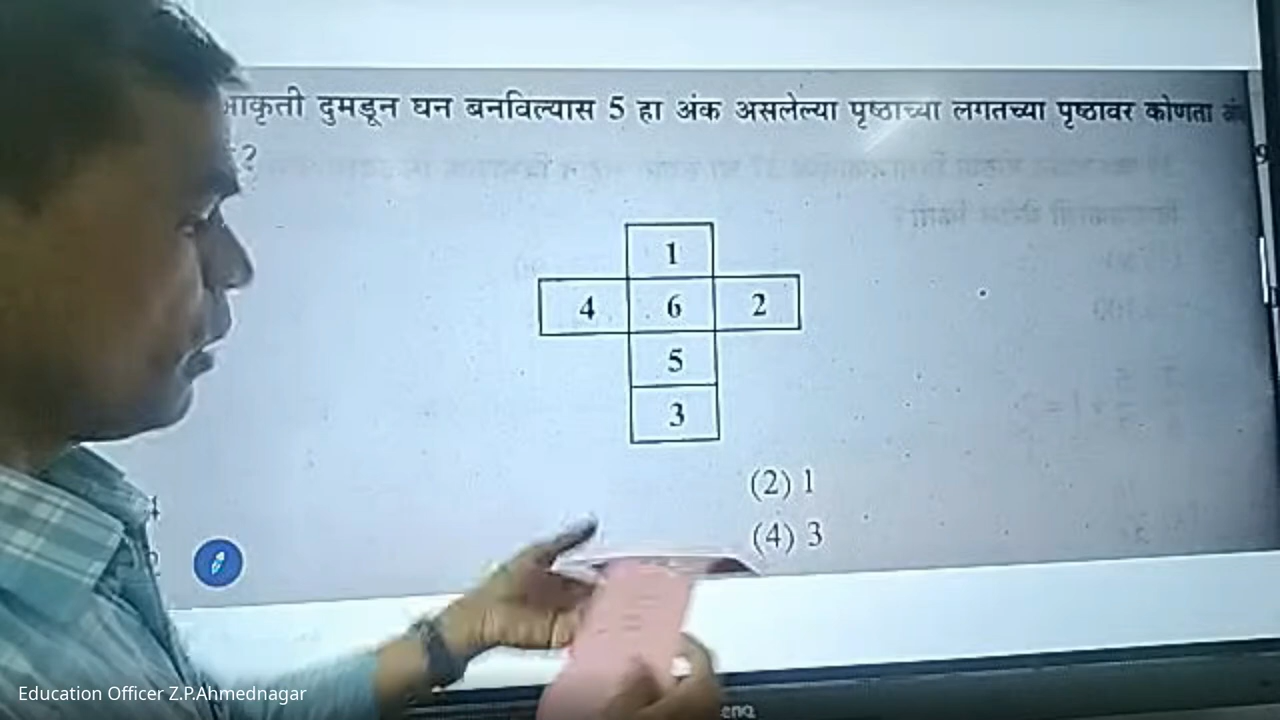 आकृती दुमडून घन बनविल्यास 5 हा अंक असलेल्या पृष्ठाच्या लगतच्या पृष्ठावर कोणता
?
1
4 6 2
5
3
(2) 1
(4) 3
Education Officer Z.P.Ahmednagar